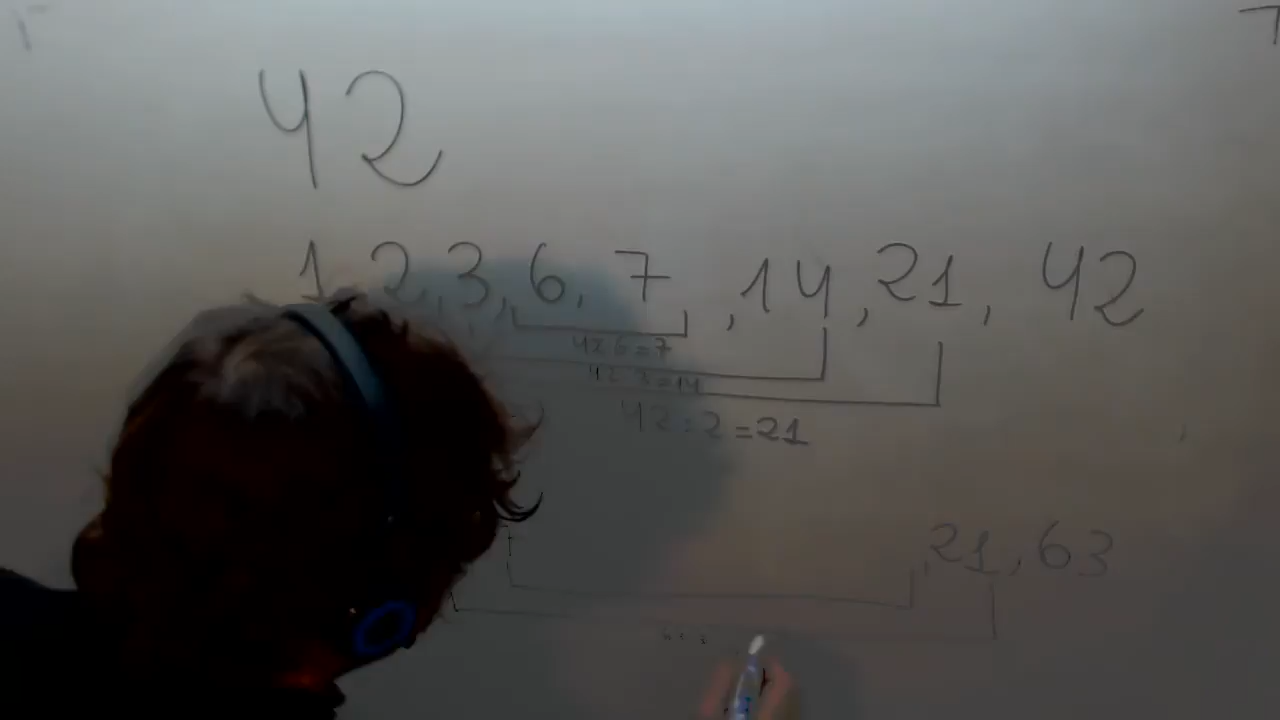 42
1, 2, 3, 6, 7, 14, 21, 42
42:6=7
42:3=14
42:2=21
, 21, 63